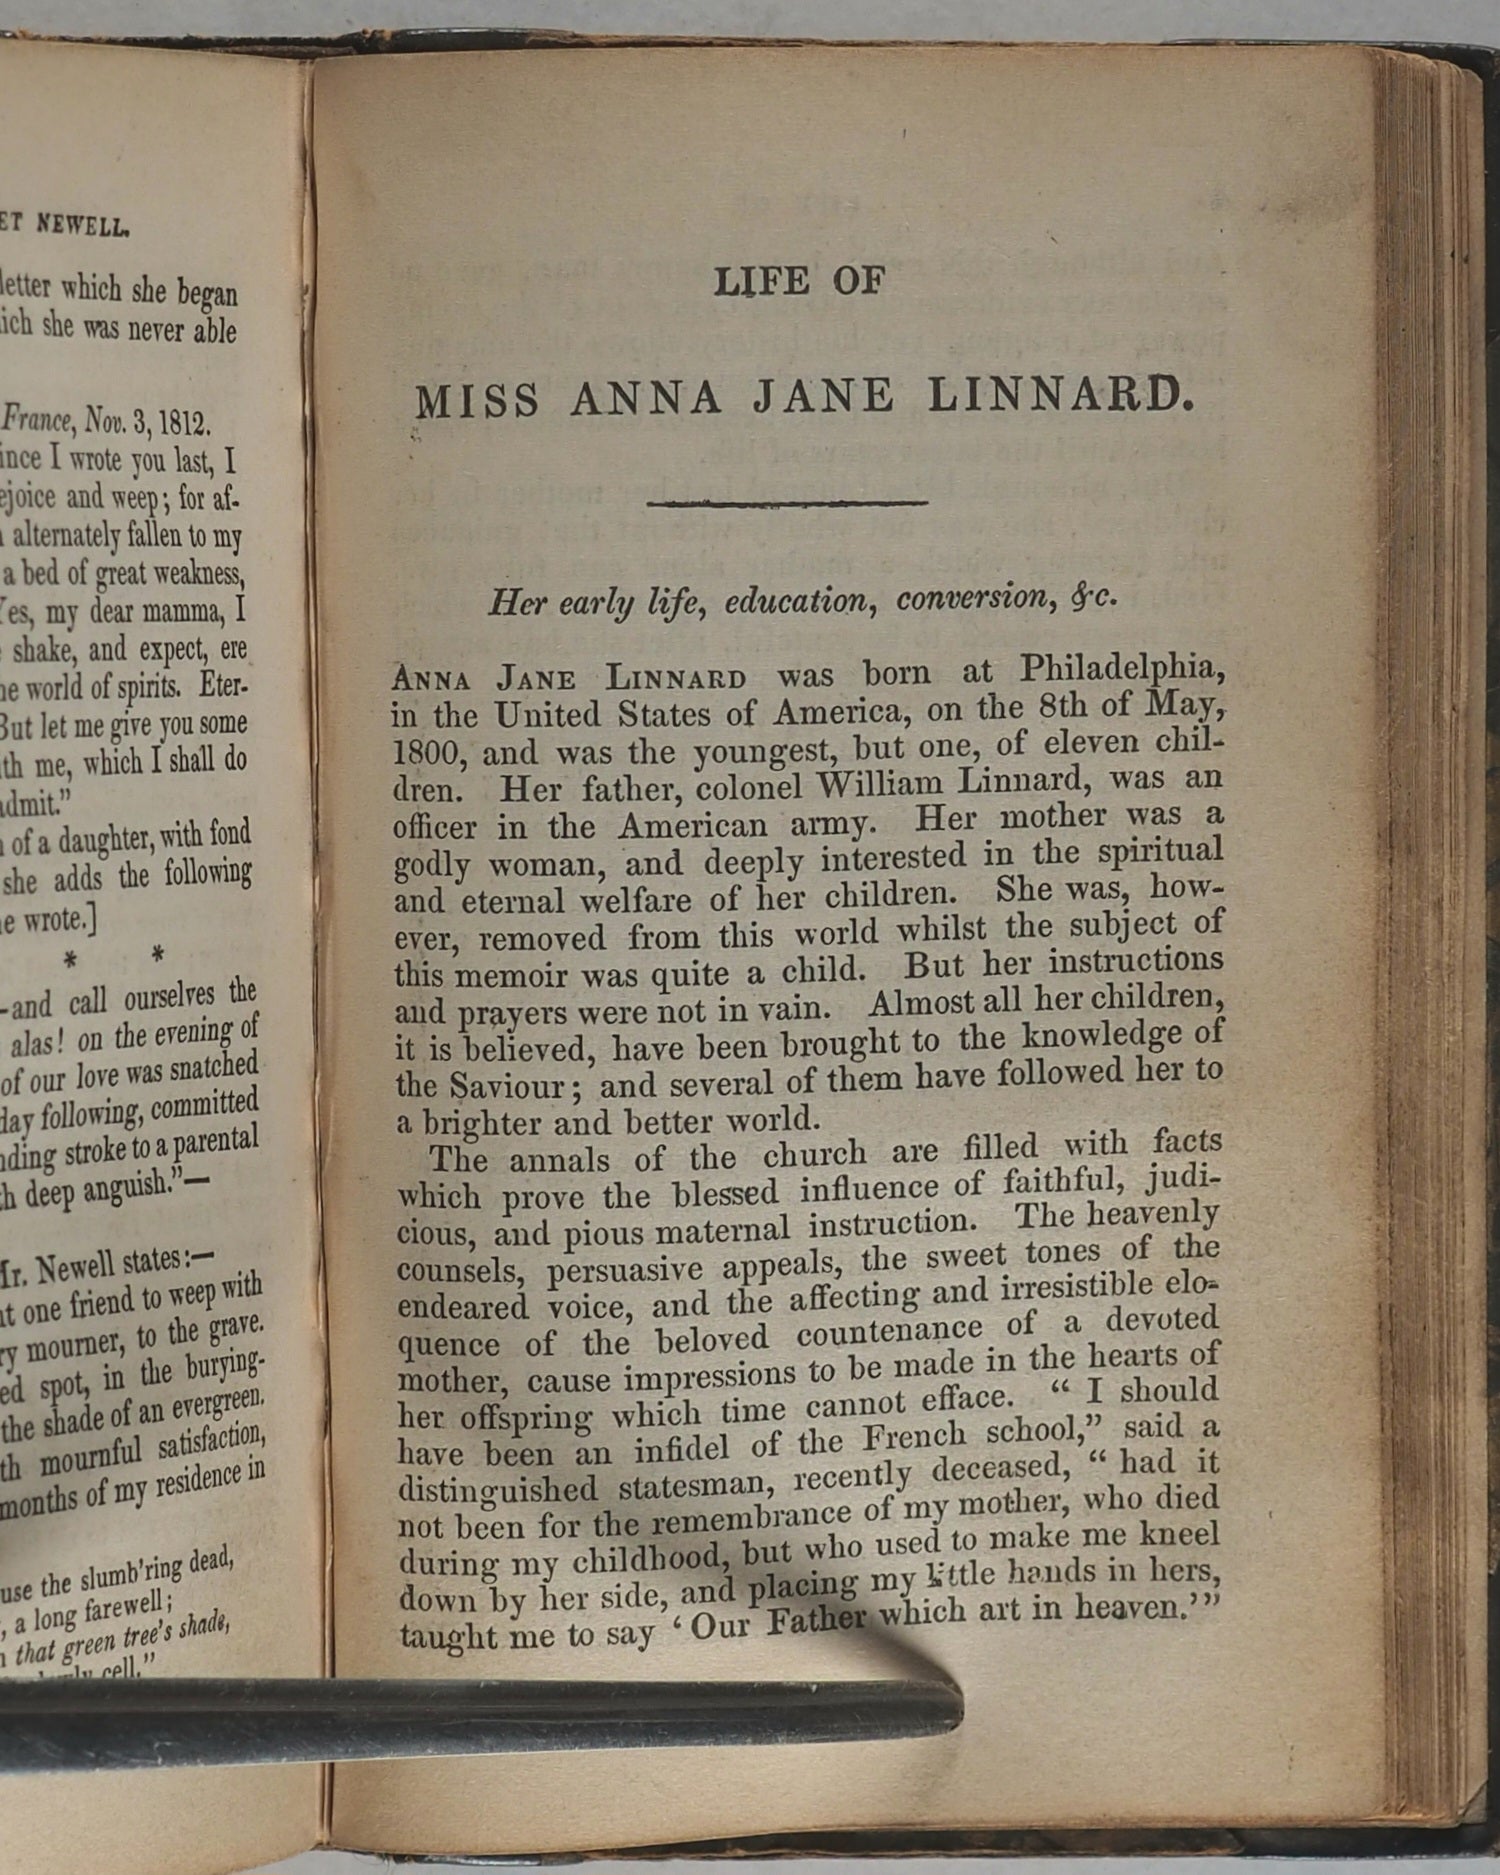 ET NEWELL.
letter which she began
ich she was never able
France, Nov. 3, 1812.
ince I wrote you last, I
ejoice and weep; for af-
alternately fallen to my
a bed of great weakness,
Yes, my dear mamma, I
shake, and expect, ere
he world of spirits. Eter-
But let me give you some
ith me, which I shall do
admit.”
of a daughter, with fond
she adds the following
he wrote.]
* *
—and call ourselves the
alas! on the evening of
of our love was snatched
day following, committed
nding stroke to a parental
th deep anguish.”—
Mr. Newell states:—
at one friend to weep with
ry mourner, to the grave.
ed spot, in the burying-
the shade of an evergreen.
th mournful satisfaction,
months of my residence in
use the slumb’ring dead,
, a long farewell;
that green tree’s shade,
cell.”
LIFE OF
MISS ANNA JANE LINNARD.
Her early life, education, conversion, &c.
ANNA JANE LINNARD was born at Philadelphia,
in the United States of America, on the 8th of May,
1800, and was the youngest, but one, of eleven chil-
dren. Her father, colonel William Linnard, was an
officer in the American army. Her mother was a
godly woman, and deeply interested in the spiritual
and eternal welfare of her children. She was, how-
ever, removed from this world whilst the subject of
this memoir was quite a child. But her instructions
and prayers were not in vain. Almost all her children,
it is believed, have been brought to the knowledge of
the Saviour; and several of them have followed her to
a brighter and better world.
The annals of the church are filled with facts
which prove the blessed influence of faithful, judi-
cious, and pious maternal instruction. The heavenly
counsels, persuasive appeals, the sweet tones of the
endeared voice, and the affecting and irresistible elo-
quence of the beloved countenance of a devoted
mother, cause impressions to be made in the hearts of
her offspring which time cannot efface. “ I should
have been an infidel of the French school,” said a
distinguished statesman, recently deceased, “ had it
not been for the remembrance of my mother, who died
during my childhood, but who used to make me kneel
down by her side, and placing my little hands in hers,
taught me to say ‘ Our Father which art in heaven.’ ”